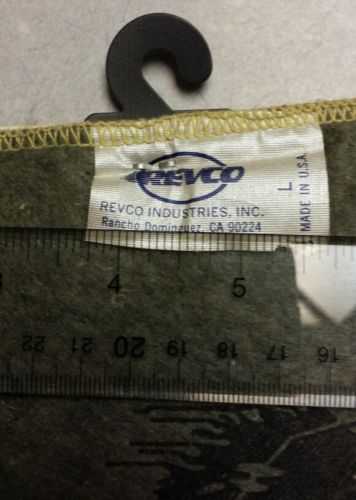 REVCO
REVCO INDUSTRIES, INC.
Rancho Dominguez, CA 90224
L
MADE IN U.S.A.
3 4 5
22 21 20 19 18 17 16